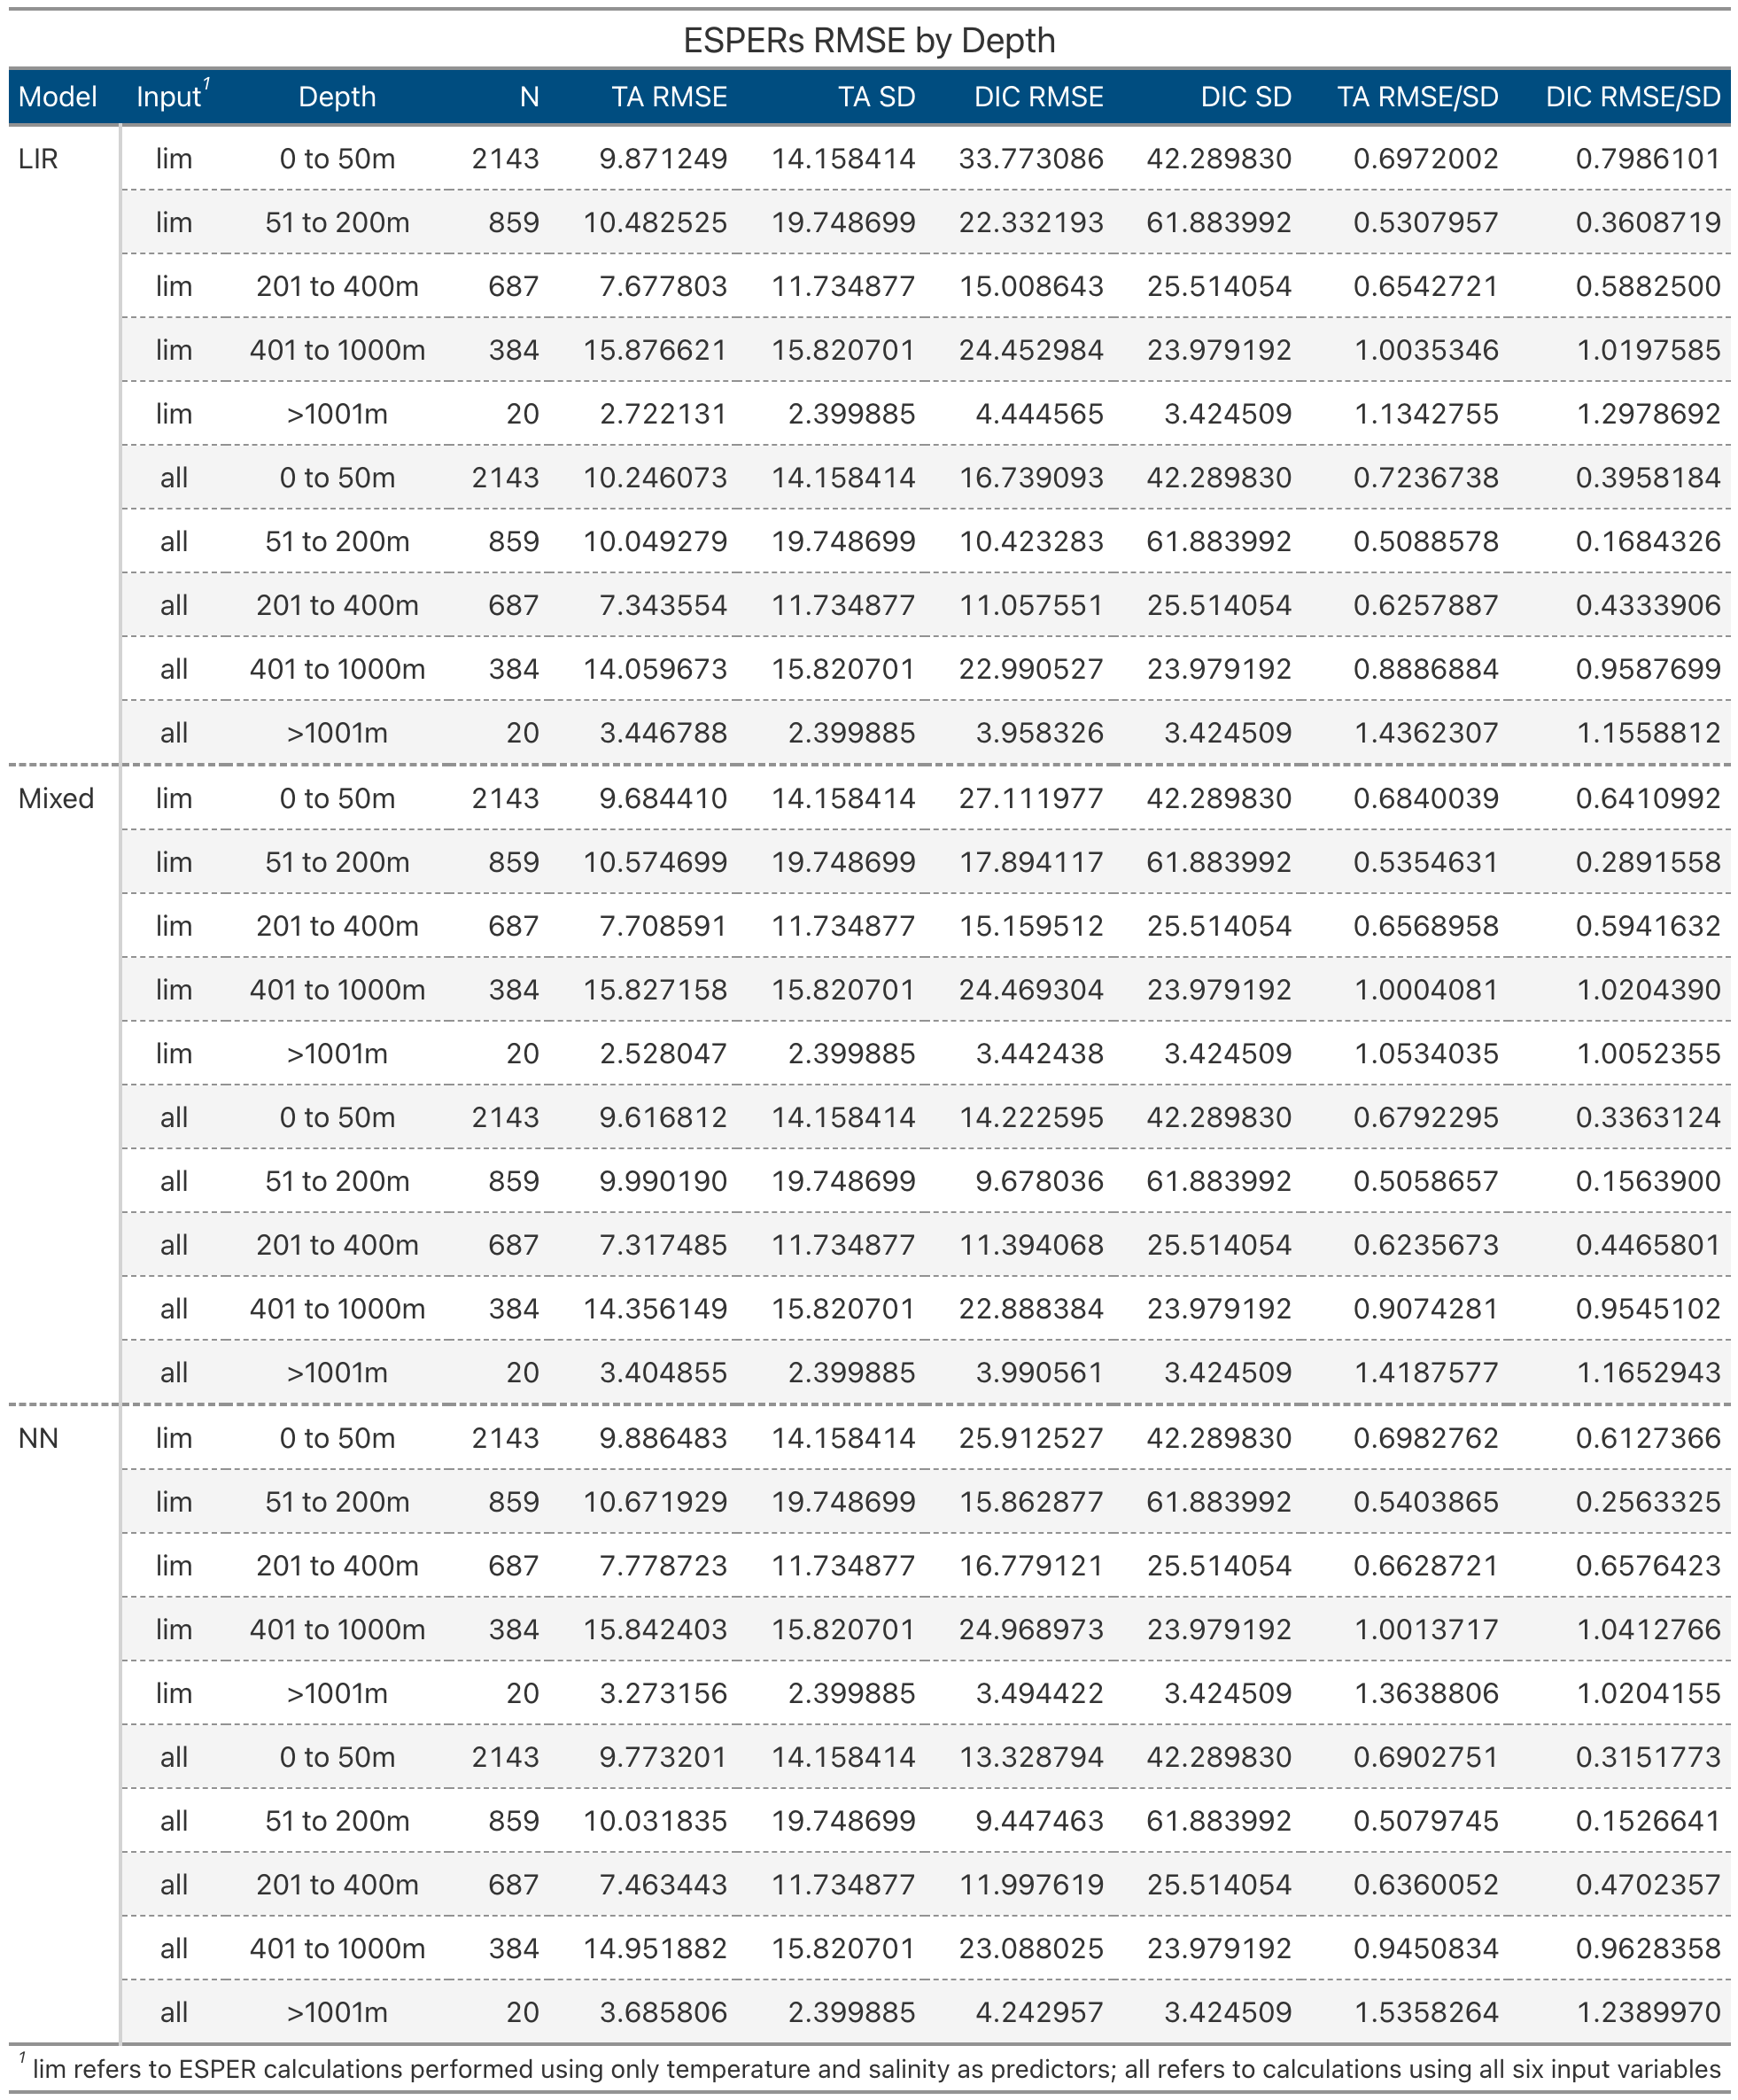 ESPERs RMSE by Depth
Model Input1 Depth N TA RMSE TA SD DIC RMSE DIC SD TA RMSE/SD DIC RMSE/SD
LIR lim 0 to 50m 2143 9.871249 14.158414 33.773086 42.289830 0.6972002 0.7986101
lim 51 to 200m 859 10.482525 19.748699 22.332193 61.883992 0.5307957 0.3608719
lim 201 to 400m 687 7.677803 11.734877 15.008643 25.514054 0.6542721 0.5882500
lim 401 to 1000m 384 15.876621 15.820701 24.452984 23.979192 1.0035346 1.0197585
lim >1001m 20 2.722131 2.399885 4.444565 3.424509 1.1342755 1.2978692
all 0 to 50m 2143 10.246073 14.158414 16.739093 42.289830 0.7236738 0.3958184
all 51 to 200m 859 10.049279 19.748699 10.423283 61.883992 0.5088578 0.1684326
all 201 to 400m 687 7.343554 11.734877 11.057551 25.514054 0.6257887 0.4333906
all 401 to 1000m 384 14.059673 15.820701 22.990527 23.979192 0.8886884 0.9587699
all >1001m 20 3.446788 2.399885 3.958326 3.424509 1.4362307 1.1558812
Mixed lim 0 to 50m 2143 9.684410 14.158414 27.111977 42.289830 0.6840039 0.6410992
lim 51 to 200m 859 10.574699 19.748699 17.894117 61.883992 0.5354631 0.2891558
lim 201 to 400m 687 7.708591 11.734877 15.159512 25.514054 0.6568958 0.5941632
lim 401 to 1000m 384 15.827158 15.820701 24.469304 23.979192 1.0004081 1.0204390
lim >1001m 20 2.528047 2.399885 3.442438 3.424509 1.0534035 1.0052355
all 0 to 50m 2143 9.616812 14.158414 14.222595 42.289830 0.6792295 0.3363124
all 51 to 200m 859 9.990190 19.748699 9.678036 61.883992 0.5058657 0.1563900
all 201 to 400m 687 7.317485 11.734877 11.394068 25.514054 0.6235673 0.4465801
all 401 to 1000m 384 14.356149 15.820701 22.888384 23.979192 0.9074281 0.9545102
all >1001m 20 3.404855 2.399885 3.990561 3.424509 1.4187577 1.1652943
NN lim 0 to 50m 2143 9.886483 14.158414 25.912527 42.289830 0.6982762 0.6127366
lim 51 to 200m 859 10.671929 19.748699 15.862877 61.883992 0.5403865 0.2563325
lim 201 to 400m 687 7.778723 11.734877 16.779121 25.514054 0.6628721 0.6576423
lim 401 to 1000m 384 15.842403 15.820701 24.968973 23.979192 1.0013717 1.0412766
lim >1001m 20 3.273156 2.399885 3.494422 3.424509 1.3638806 1.0204155
all 0 to 50m 2143 9.773201 14.158414 13.328794 42.289830 0.6902751 0.3151773
all 51 to 200m 859 10.031835 19.748699 9.447463 61.883992 0.5079745 0.1526641
all 201 to 400m 687 7.463443 11.734877 11.997619 25.514054 0.6360052 0.4702357
all 401 to 1000m 384 14.951882 15.820701 23.088025 23.979192 0.9450834 0.9628358
all >1001m 20 3.685806 2.399885 4.242957 3.424509 1.5358264 1.2389970
1 lim refers to ESPER calculations performed using only temperature and salinity as predictors; all refers to calculations using all six input variables